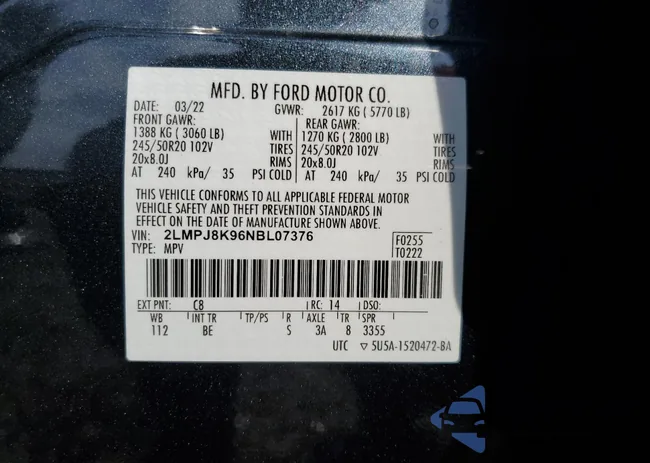 MFD. BY FORD MOTOR CO.
DATE: 03/22 GVWR: 2617 KG ( 5770 LB)
FRONT GAWR: REAR GAWR:
1388 KG ( 3060 LB) WITH 1270 KG ( 2800 LB) WITH
245/50R20 102V TIRES 245/50R20 102V TIRES
20x8.0J RIMS 20x8.0J RIMS
AT 240 kPa/ 35 PSI COLD AT 240 kPa/ 35 PSI COLD
THIS VEHICLE CONFORMS TO ALL APPLICABLE FEDERAL MOTOR
VEHICLE SAFETY AND THEFT PREVENTION STANDARDS IN
EFFECT ON THE DATE OF MANUFACTURE SHOWN ABOVE.
VIN: 2LMPJ8K96NBL07376 F0255
TYPE: MPV T0222
EXT PNT: C8 RC: 14 DSO:
WB INT TR TP/PS R AXLE TR SPR
112 BE S 3A 8 3355
UTC ▽ 5U5A-1520472-BA